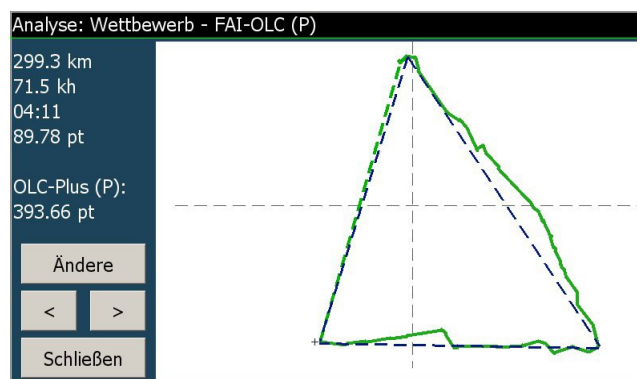 Analyse: Wettbewerb - FAI-OLC (P)
299.3 km
71.5 kh
04:11
89.78 pt
OLC-Plus (P):
393.66 pt
Ändere
< >
Schließen